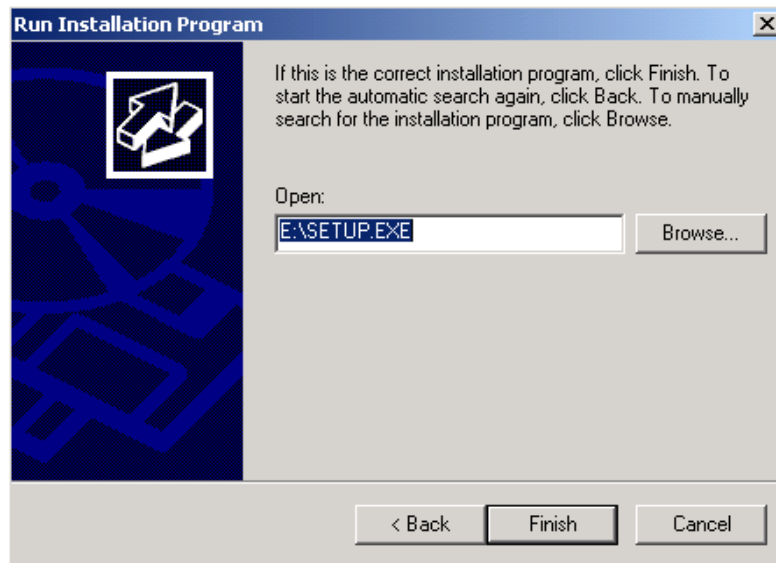 Run Installation Program
If this is the correct installation program, click Finish. To
start the automatic search again, click Back. To manually
search for the installation program, click Browse.
Open:
E:\SETUP.EXE
Browse...
< Back
Finish
Cancel